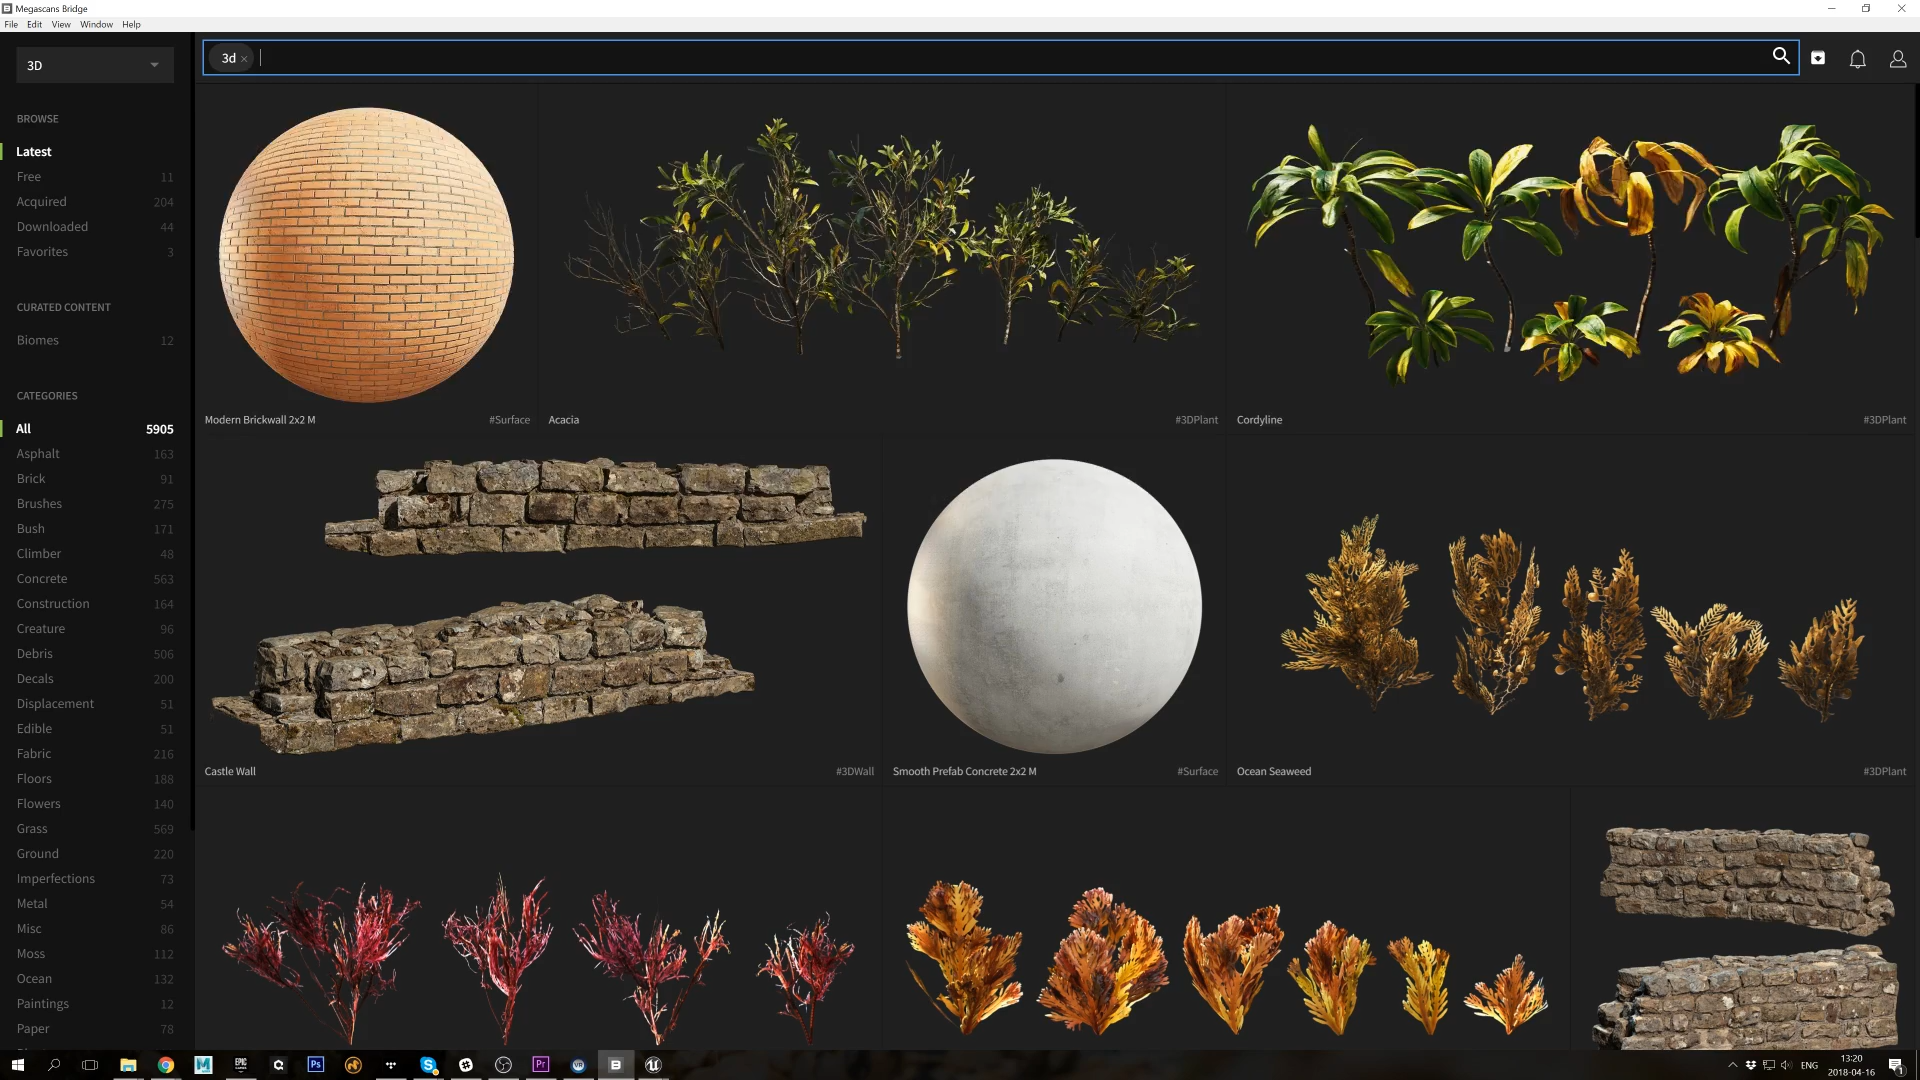 Megascans Bridge
File Edit View Window Help
3D
3d ×
BROWSE
Latest
Free 11
Acquired 204
Downloaded 44
Favorites 3
CURATED CONTENT
Biomes 12
CATEGORIES
All 5905
Asphalt 163
Brick 91
Brushes 275
Bush 171
Climber 48
Concrete 563
Construction 164
Creature 96
Debris 506
Decals 200
Displacement 51
Edible 51
Fabric 216
Floors 188
Flowers 140
Grass 569
Ground 220
Imperfections 73
Metal 54
Misc 86
Moss 112
Ocean 132
Paintings 12
Paper 78
Modern Brickwall 2x2 M #Surface
Acacia #3DPlant
Cordyline #3DPlant
Castle Wall #3DWall
Smooth Prefab Concrete 2x2 M #Surface
Ocean Seaweed #3DPlant
EPIC
Ps
Pr
VR
B
ENG
13:20
2018-04-16
1